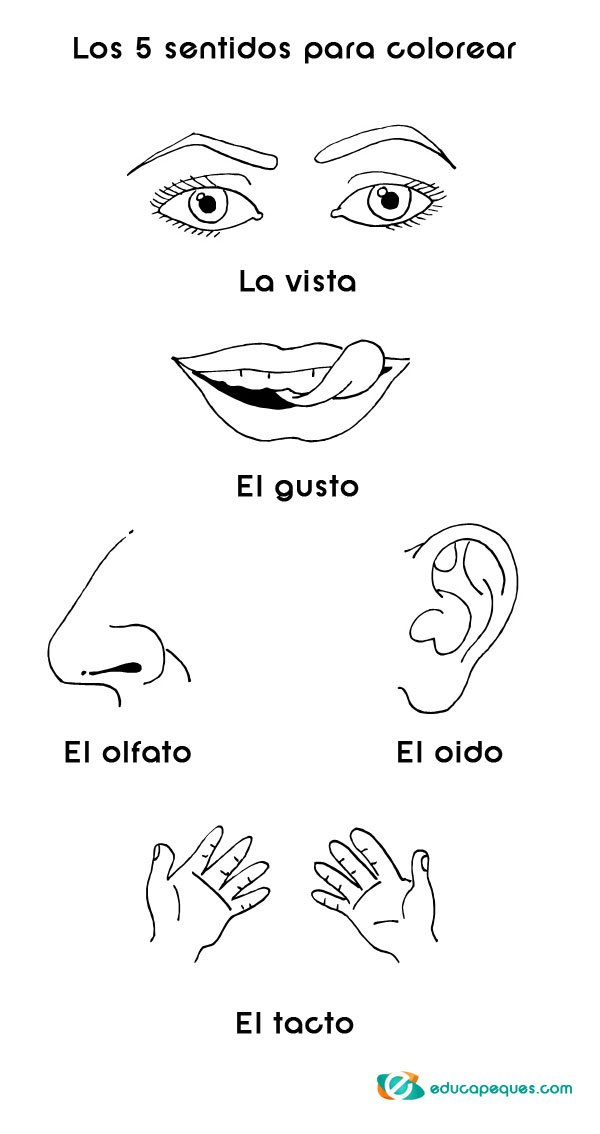 Los 5 sentidos para colorear
La vista
El gusto
El olfato
El oido
El tacto
educapeques.com